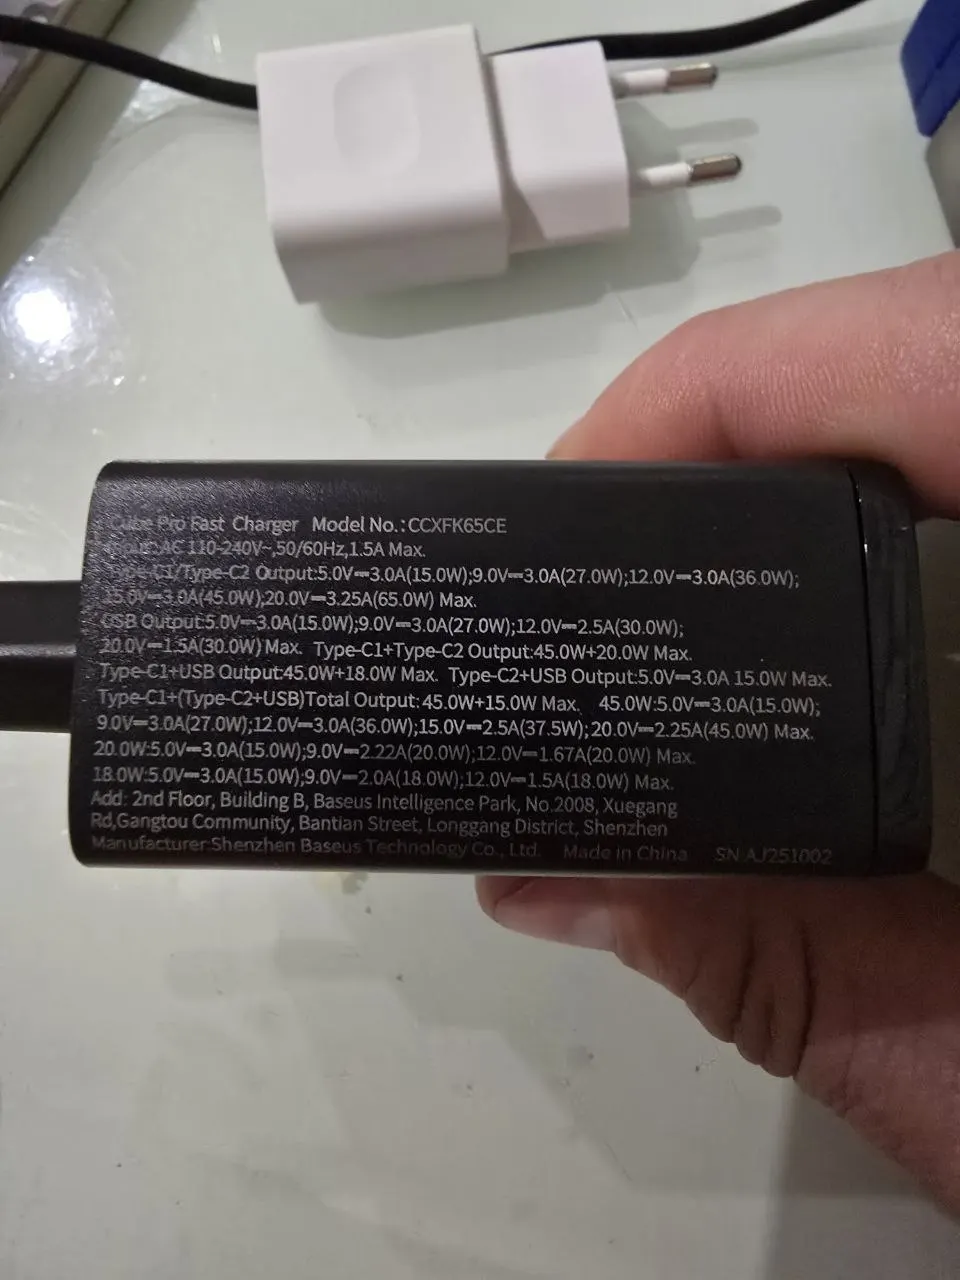 Cube Pro Fast Charger Model No.:CCXFK65CE
Input:AC 110-240V~,50/60Hz,1.5A Max.
Type-C1/Type-C2 Output:5.0V⎓3.0A(15.0W);9.0V⎓3.0A(27.0W);12.0V⎓3.0A(36.0W);
15.0V⎓3.0A(45.0W);20.0V⎓3.25A(65.0W) Max.
USB Output:5.0V⎓3.0A(15.0W);9.0V⎓3.0A(27.0W);12.0V⎓2.5A(30.0W);
20.0V⎓1.5A(30.0W) Max. Type-C1+Type-C2 Output:45.0W+20.0W Max.
Type-C1+USB Output:45.0W+18.0W Max. Type-C2+USB Output:5.0V⎓3.0A 15.0W Max.
Type-C1+(Type-C2+USB)Total Output: 45.0W+15.0W Max. 45.0W:5.0V⎓3.0A(15.0W);
9.0V⎓3.0A(27.0W);12.0V⎓3.0A(36.0W);15.0V⎓2.5A(37.5W);20.0V⎓2.25A(45.0W) Max.
20.0W:5.0V⎓3.0A(15.0W);9.0V⎓2.22A(20.0W);12.0V⎓1.67A(20.0W) Max.
18.0W:5.0V⎓3.0A(15.0W);9.0V⎓2.0A(18.0W);12.0V⎓1.5A(18.0W) Max.
Add: 2nd Floor, Building B, Baseus Intelligence Park, No.2008, Xuegang
Rd,Gangtou Community, Bantian Street, Longgang District, Shenzhen
Manufacturer:Shenzhen Baseus Technology Co., Ltd. Made in China SN:AJ251002